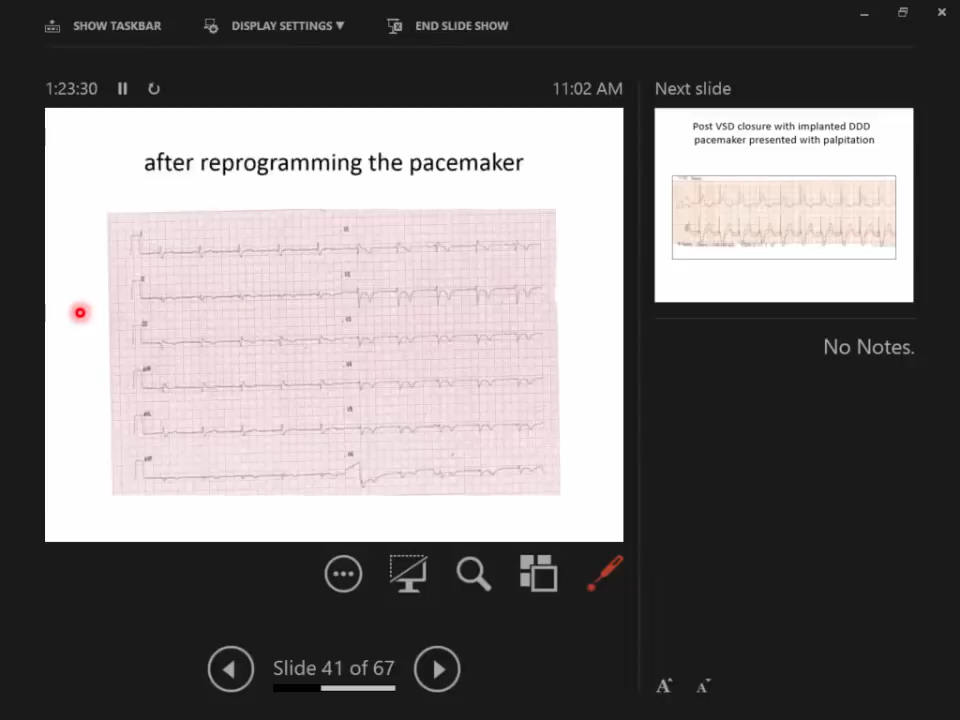 SHOW TASKBAR
DISPLAY SETTINGS ▼
END SLIDE SHOW
1:23:30
11:02 AM
Next slide
after reprogramming the pacemaker
Post VSD closure with implanted DDD
pacemaker presented with palpitation
No Notes.
Slide 41 of 67
A
A